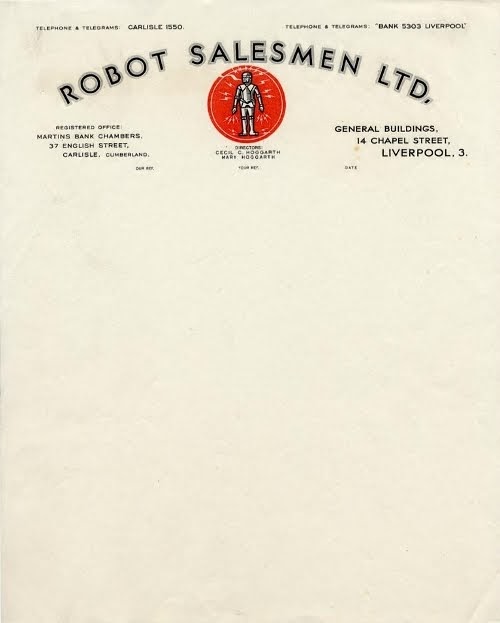 TELEPHONE & TELEGRAMS: CARLISLE 1550.
TELEPHONE & TELEGRAMS: "BANK 5303 LIVERPOOL"
ROBOT SALESMEN LTD.
REGISTERED OFFICE:
MARTINS BANK CHAMBERS,
37 ENGLISH STREET,
CARLISLE, CUMBERLAND.
DIRECTORS:
CECIL C. HOGGARTH
MARY HOGGARTH
GENERAL BUILDINGS,
14 CHAPEL STREET,
LIVERPOOL, 3.
OUR REF.
YOUR REF.
DATE